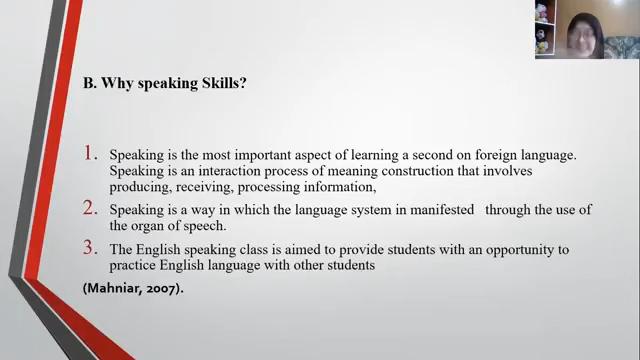 B. Why speaking Skills?
1. Speaking is the most important aspect of learning a second on foreign language.
Speaking is an interaction process of meaning construction that involves
producing, receiving, processing information,
2. Speaking is a way in which the language system in manifested through the use of
the organ of speech.
3. The English speaking class is aimed to provide students with an opportunity to
practice English language with other students
(Mahniar, 2007).